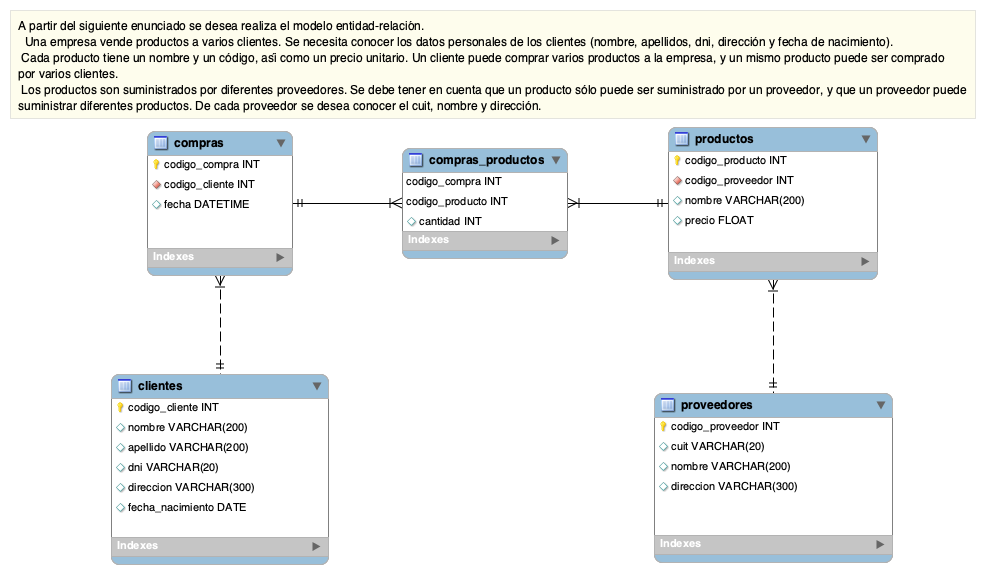 A partir del siguiente enunciado se desea realiza el modelo entidad-relación.
Una empresa vende productos a varios clientes. Se necesita conocer los datos personales de los clientes (nombre, apellidos, dni, dirección y fecha de nacimiento).
Cada producto tiene un nombre y un código, así como un precio unitario. Un cliente puede comprar varios productos a la empresa, y un mismo producto puede ser comprado
por varios clientes.
Los productos son suministrados por diferentes proveedores. Se debe tener en cuenta que un producto sólo puede ser suministrado por un proveedor, y que un proveedor puede
suministrar diferentes productos. De cada proveedor se desea conocer el cuit, nombre y dirección.
compras
codigo_compra INT
codigo_cliente INT
fecha DATETIME
Indexes
compras_productos
codigo_compra INT
codigo_producto INT
cantidad INT
Indexes
productos
codigo_producto INT
codigo_proveedor INT
nombre VARCHAR(200)
precio FLOAT
Indexes
clientes
codigo_cliente INT
nombre VARCHAR(200)
apellido VARCHAR(200)
dni VARCHAR(20)
direccion VARCHAR(300)
fecha_nacimiento DATE
Indexes
proveedores
codigo_proveedor INT
cuit VARCHAR(20)
nombre VARCHAR(200)
direccion VARCHAR(300)
Indexes